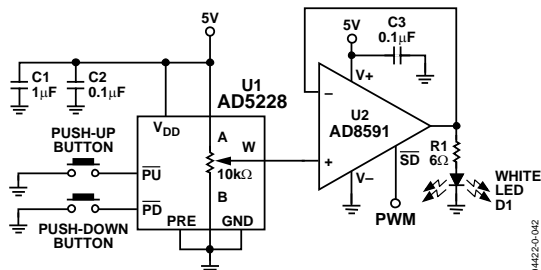 5V
C3
0.1µF
5V
C1
1µF
C2
0.1µF
U1
AD5228
V+
U2
AD8591
VDD
A
W
10kΩ
B
PUSH-UP
BUTTON
PU
PD
PUSH-DOWN
BUTTON
PRE
GND
–
+
V–
SD
PWM
R1
6Ω
WHITE
LED
D1
04422-0-042